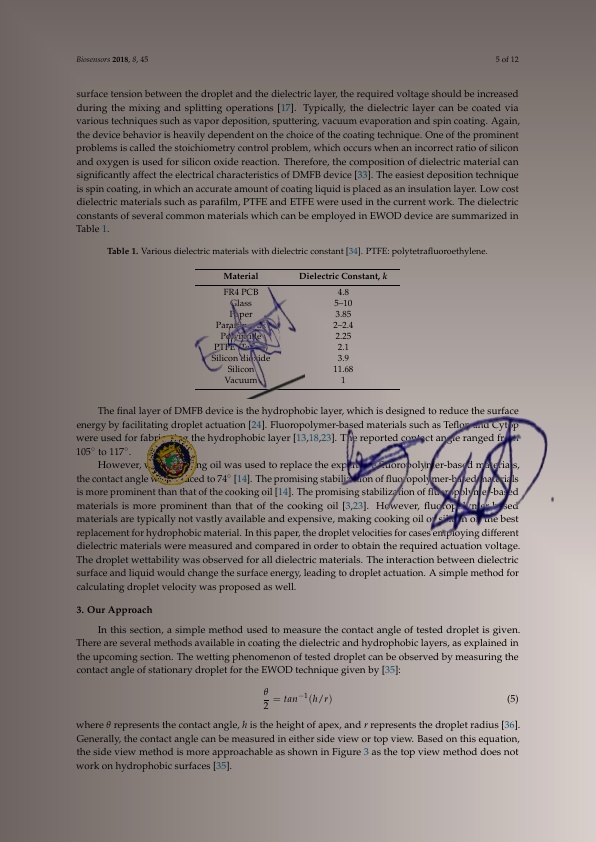 Biosensors 2018, 8, 45 5 of 12
surface tension between the droplet and the dielectric layer, the required voltage should be increased
during the mixing and splitting operations [17]. Typically, the dielectric layer can be coated via
various techniques such as vapor deposition, sputtering, vacuum evaporation and spin coating. Again,
the device behavior is heavily dependent on the choice of the coating technique. One of the prominent
problems is called the stoichiometry control problem, which occurs when an incorrect ratio of silicon
and oxygen is used for silicon oxide reaction. Therefore, the composition of dielectric material can
significantly affect the electrical characteristics of DMFB device [33]. The easiest deposition technique
is spin coating, in which an accurate amount of coating liquid is placed as an insulation layer. Low cost
dielectric materials such as parafilm, PTFE and ETFE were used in the current work. The dielectric
constants of several common materials which can be employed in EWOD device are summarized in
Table 1.
Table 1. Various dielectric materials with dielectric constant [34]. PTFE: polytetrafluoroethylene.
Material Dielectric Constant, k
FR4 PCB 4.8
Glass 5–10
Paper 3.85
2–2.4
2.25
PTFE 2.1
Silicon dioxide 3.9
Silicon 11.68
Vacuum 1
The final layer of DMFB device is the hydrophobic layer, which is designed to reduce the surface
energy by facilitating droplet actuation [24]. Fluoropolymer-based materials such as Teflon and Cytop
were used for the hydrophobic layer [13,18,23]. The reported contact angle ranged from
105° to 117°.
However, oil was used to replace the fluoropolymer-based materials,
the contact angle to 74° [14]. The promising stabilization of fluoropolymer-based materials
is more prominent than that of the cooking oil [14]. The promising stabilization of fluoropolymer-based
materials is more prominent than that of the cooking oil [3,23]. However, fluoropolymer-based
materials are typically not vastly available and expensive, making cooking oil or the best
replacement for hydrophobic material. In this paper, the droplet velocities for cases employing different
dielectric materials were measured and compared in order to obtain the required actuation voltage.
The droplet wettability was observed for all dielectric materials. The interaction between dielectric
surface and liquid would change the surface energy, leading to droplet actuation. A simple method for
calculating droplet velocity was proposed as well.
3. Our Approach
In this section, a simple method used to measure the contact angle of tested droplet is given.
There are several methods available in coating the dielectric and hydrophobic layers, as explained in
the upcoming section. The wetting phenomenon of tested droplet can be observed by measuring the
contact angle of stationary droplet for the EWOD technique given by [35]:
θ/2 = tan⁻¹(h/r) (5)
where θ represents the contact angle, h is the height of apex, and r represents the droplet radius [36].
Generally, the contact angle can be measured in either side view or top view. Based on this equation,
the side view method is more approachable as shown in Figure 3 as the top view method does not
work on hydrophobic surfaces [35].